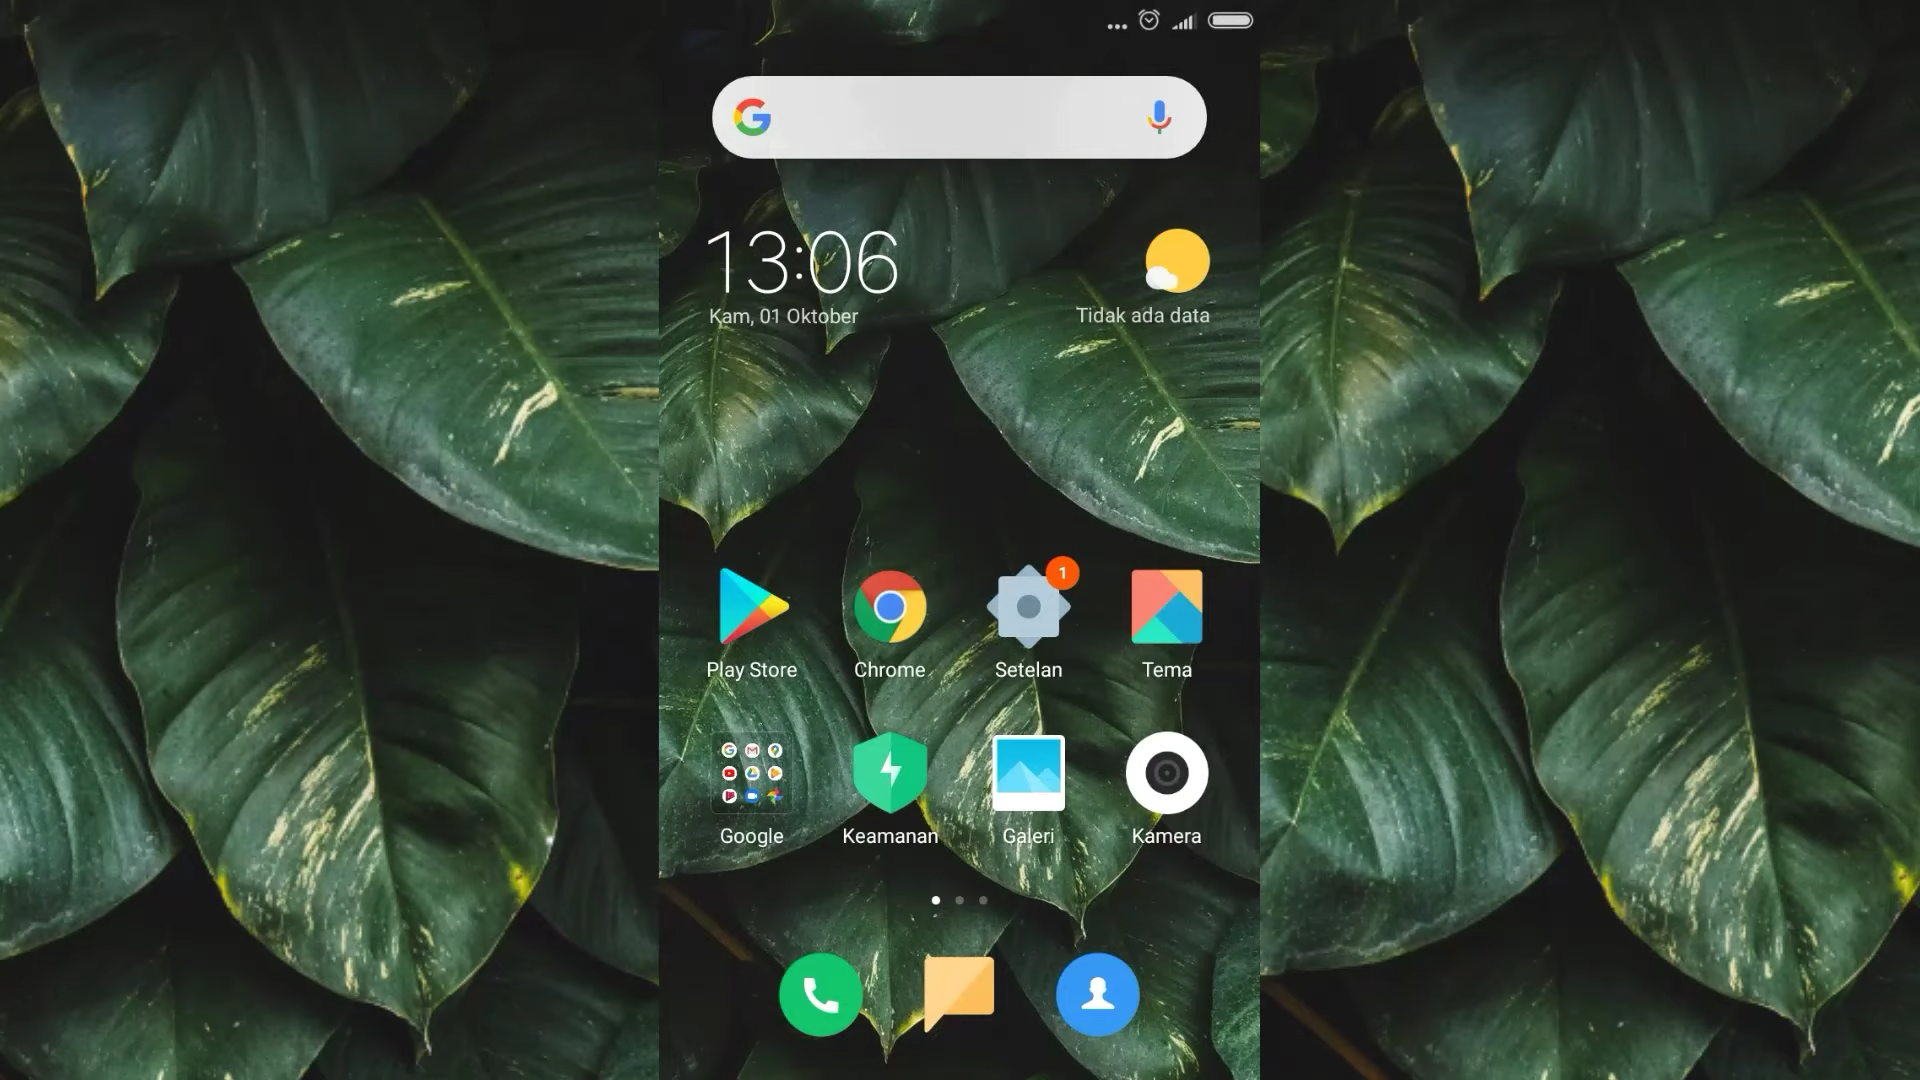 13:06
Kam, 01 Oktober
Tidak ada data
1
Play Store
Chrome
Setelan
Tema
Google
Keamanan
Galeri
Kamera